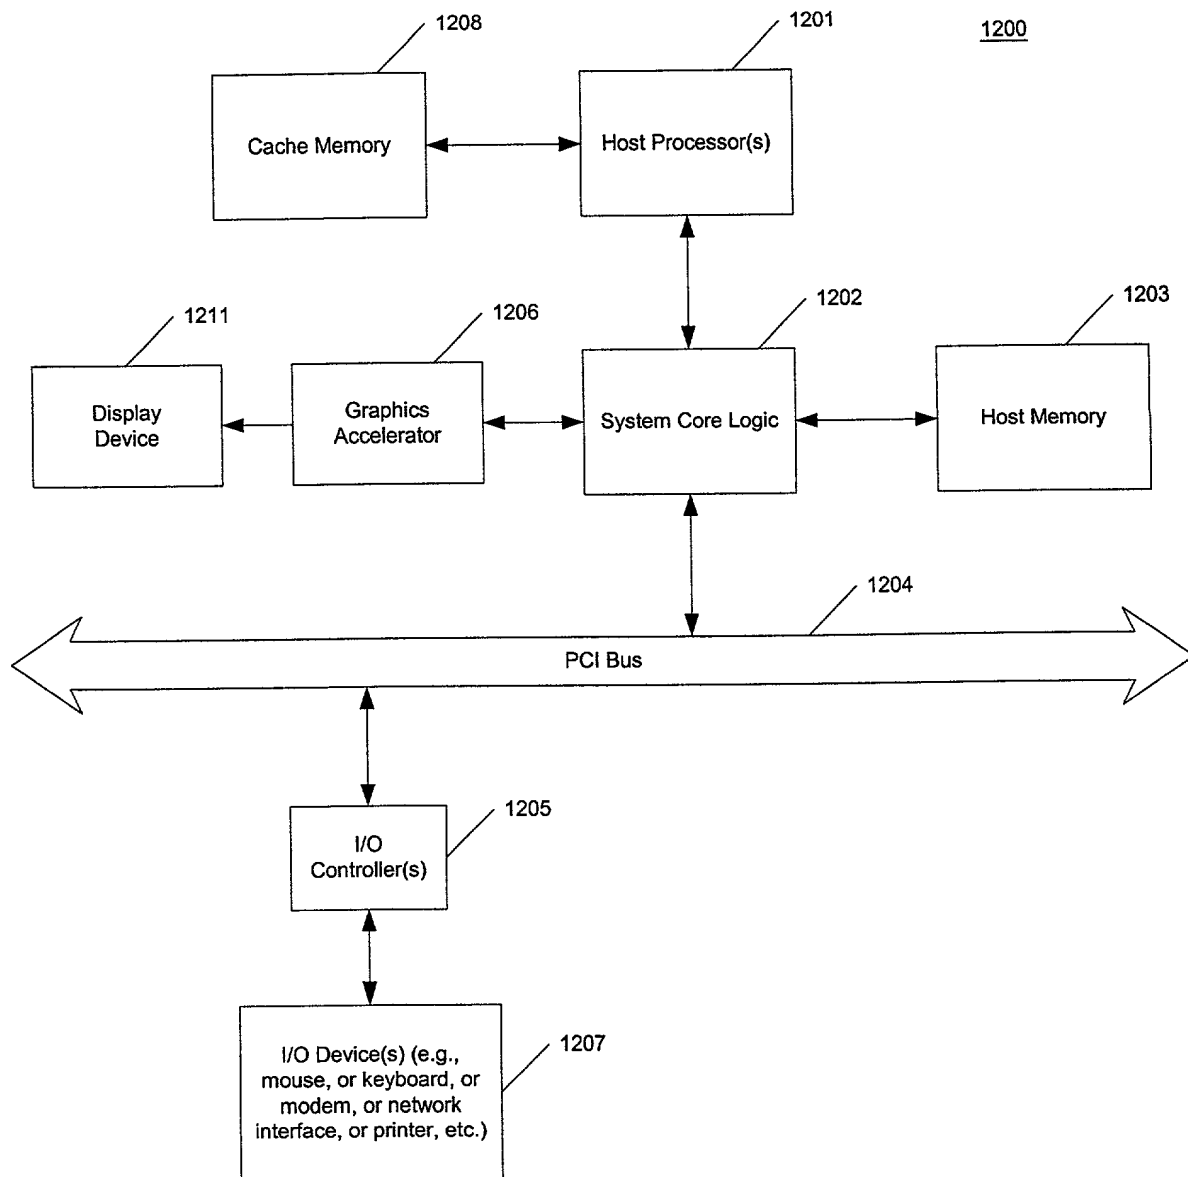 1208
1201
1200
Cache Memory
Host Processor(s)
1211
1206
1202
1203
Display
Device
Graphics
Accelerator
System Core Logic
Host Memory
1204
PCI Bus
1205
I/O
Controller(s)
1207
I/O Device(s) (e.g.,
mouse, or keyboard, or
modem, or network
interface, or printer, etc.)